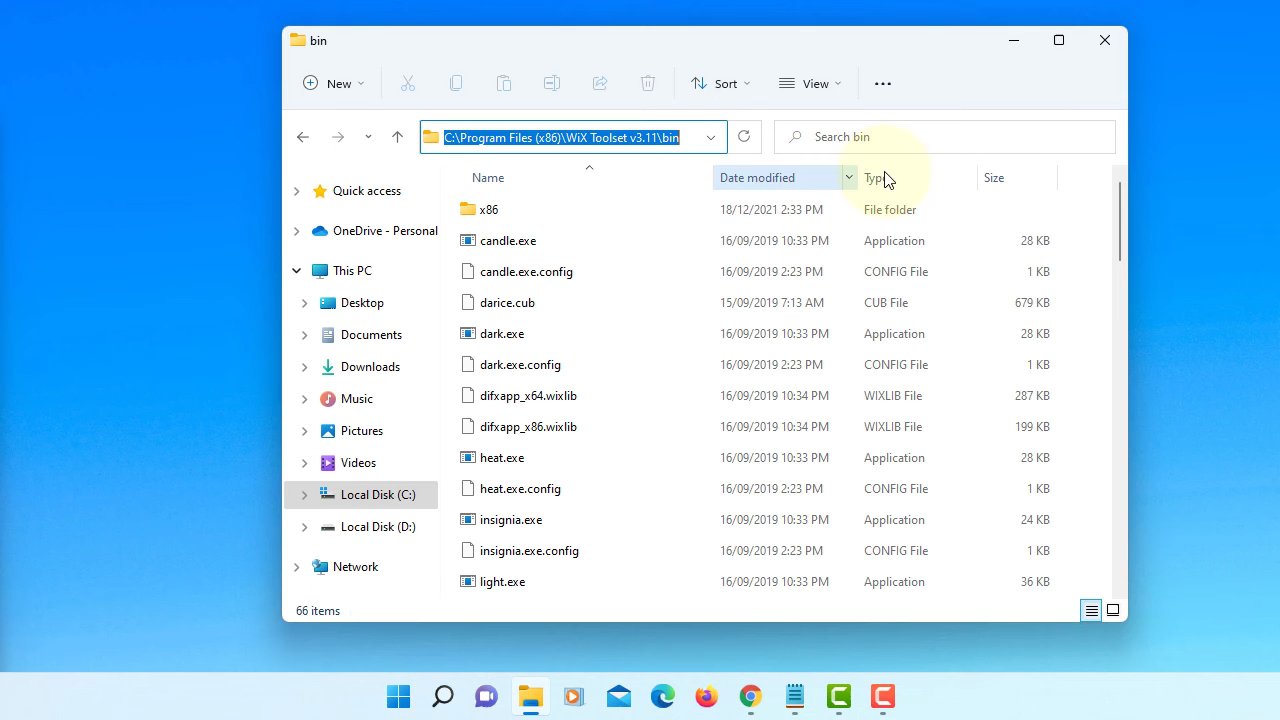 bin
New
Sort
View
C:\Program Files (x86)\WiX Toolset v3.11\bin
Search bin
Quick access
OneDrive - Personal
This PC
Desktop
Documents
Downloads
Music
Pictures
Videos
Local Disk (C:)
Local Disk (D:)
Network
Name Date modified Type Size
x86 18/12/2021 2:33 PM File folder
candle.exe 16/09/2019 10:33 PM Application 28 KB
candle.exe.config 16/09/2019 2:23 PM CONFIG File 1 KB
darice.cub 15/09/2019 7:13 AM CUB File 679 KB
dark.exe 16/09/2019 10:33 PM Application 28 KB
dark.exe.config 16/09/2019 2:23 PM CONFIG File 1 KB
difxapp_x64.wixlib 16/09/2019 10:34 PM WIXLIB File 287 KB
difxapp_x86.wixlib 16/09/2019 10:34 PM WIXLIB File 199 KB
heat.exe 16/09/2019 10:33 PM Application 28 KB
heat.exe.config 16/09/2019 2:23 PM CONFIG File 1 KB
insignia.exe 16/09/2019 10:33 PM Application 24 KB
insignia.exe.config 16/09/2019 2:23 PM CONFIG File 1 KB
light.exe 16/09/2019 10:33 PM Application 36 KB
66 items